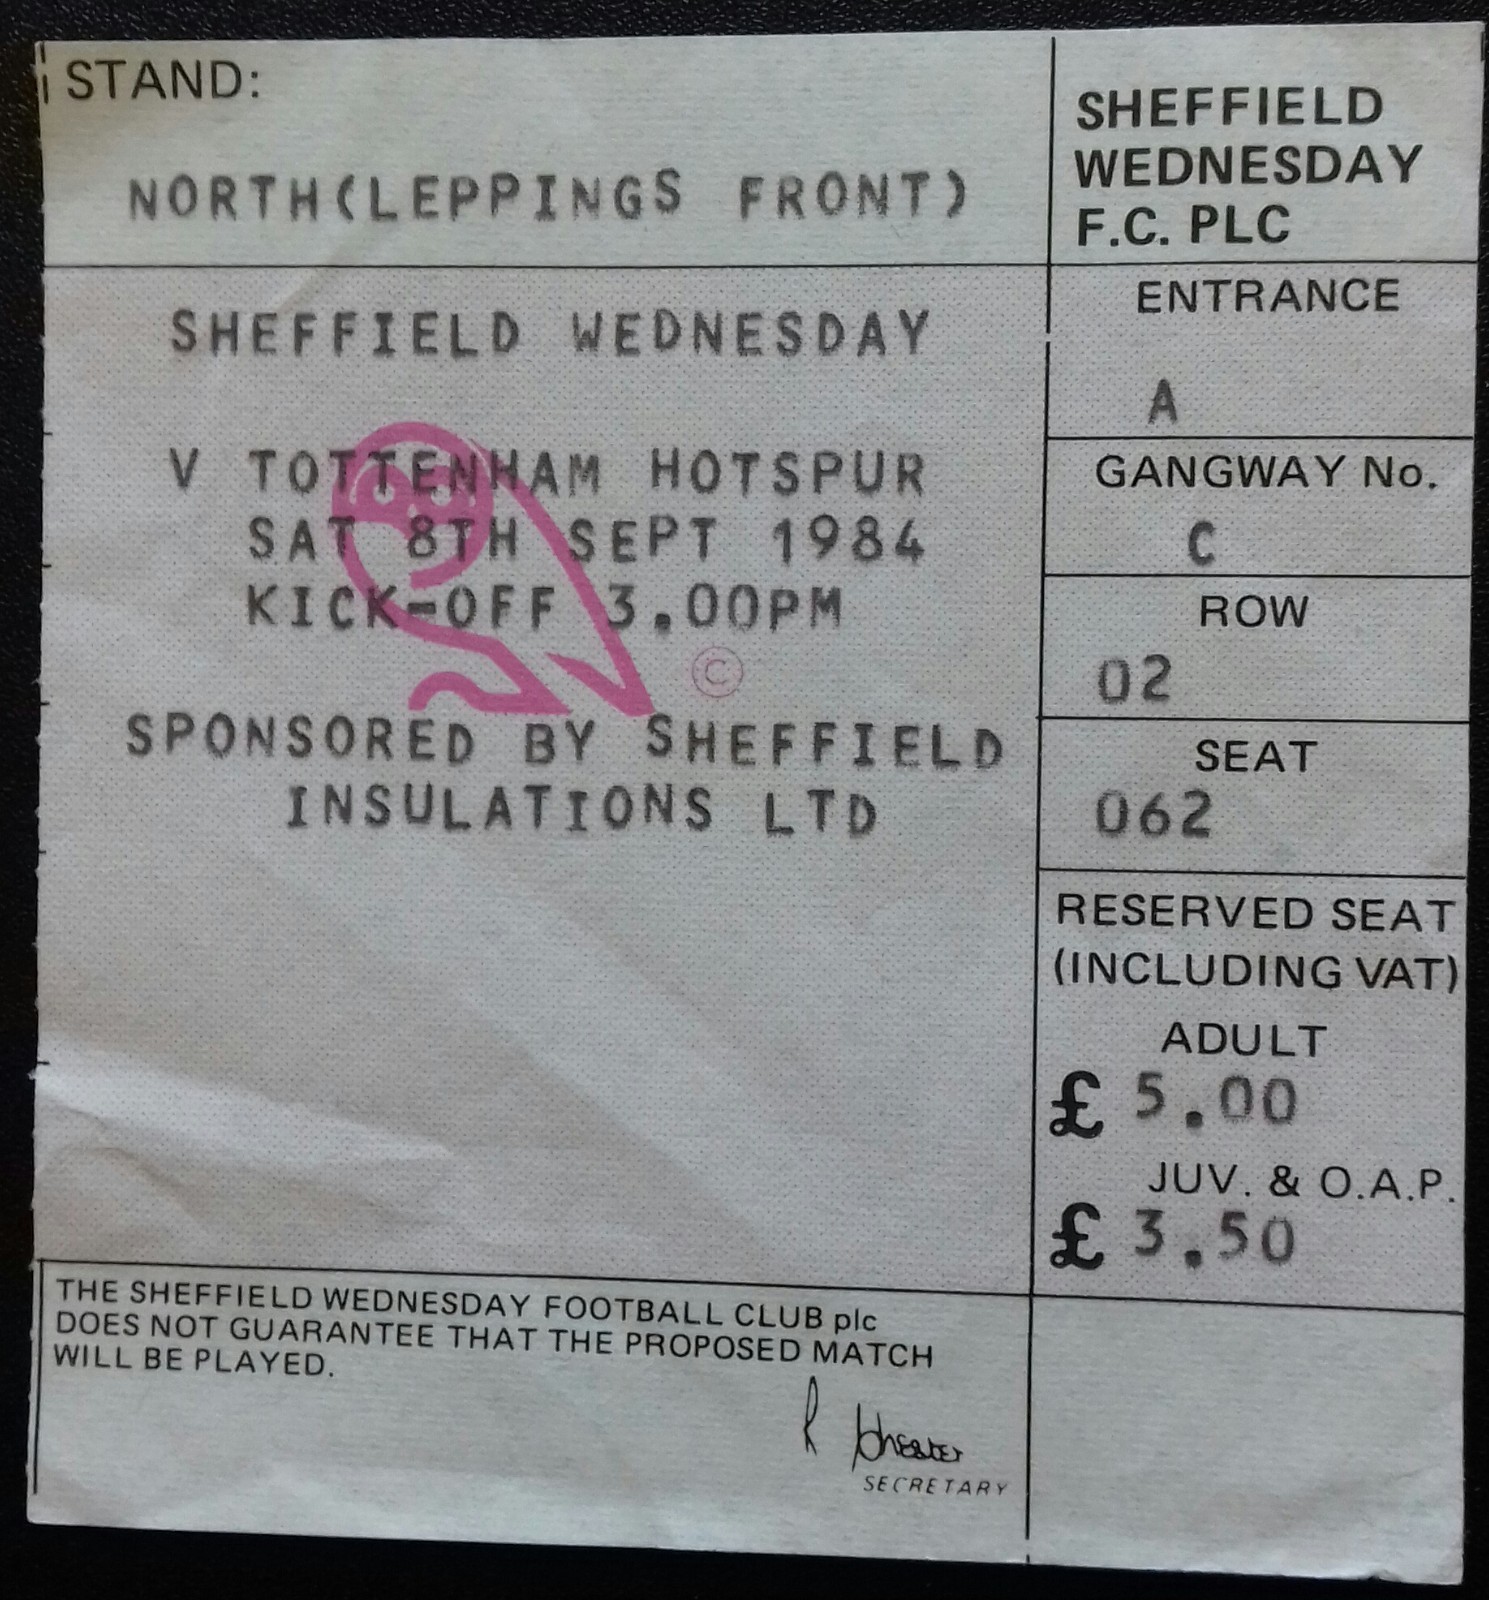 STAND:
NORTH(LEPPINGS FRONT)
SHEFFIELD WEDNESDAY
V TOTTENHAM HOTSPUR
SAT 8TH SEPT 1984
KICK-OFF 3.00PM
©
SPONSORED BY SHEFFIELD
INSULATIONS LTD
SHEFFIELD
WEDNESDAY
F.C. PLC
ENTRANCE
A
GANGWAY No.
C
ROW
02
SEAT
062
RESERVED SEAT
(INCLUDING VAT)
ADULT
£ 5.00
JUV. & O.A.P.
£ 3.50
THE SHEFFIELD WEDNESDAY FOOTBALL CLUB plc
DOES NOT GUARANTEE THAT THE PROPOSED MATCH
WILL BE PLAYED.
R
SECRETARY